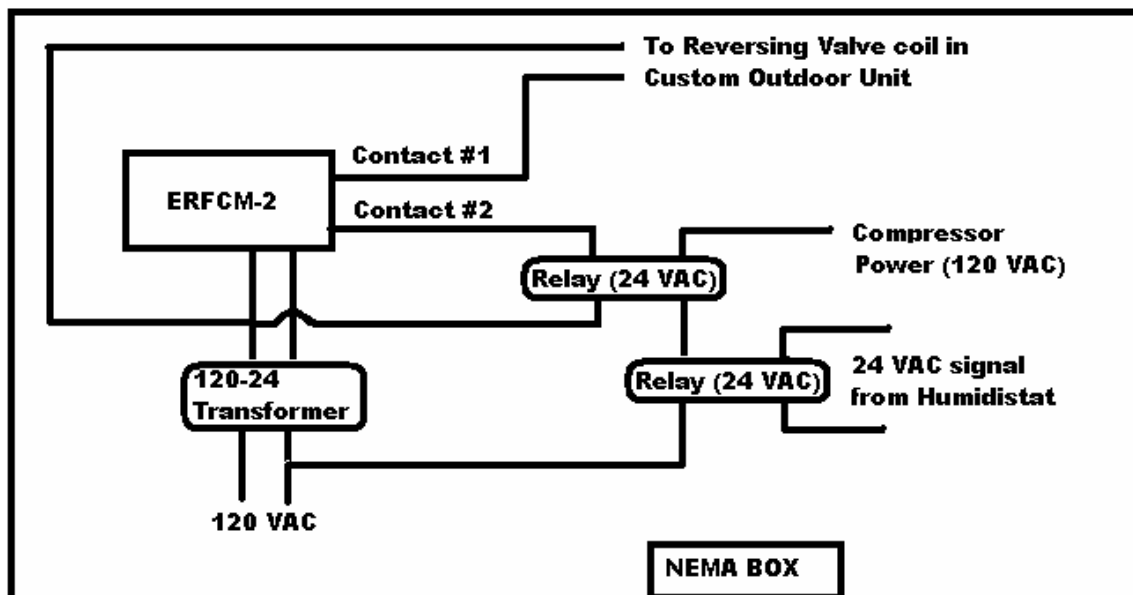 To Reversing Valve coil in
Custom Outdoor Unit
Contact #1
ERFCM-2
Contact #2
Compressor
Power (120 VAC)
Relay (24 VAC)
120-24
Transformer
Relay (24 VAC)
24 VAC signal
from Humidistat
120 VAC
NEMA BOX